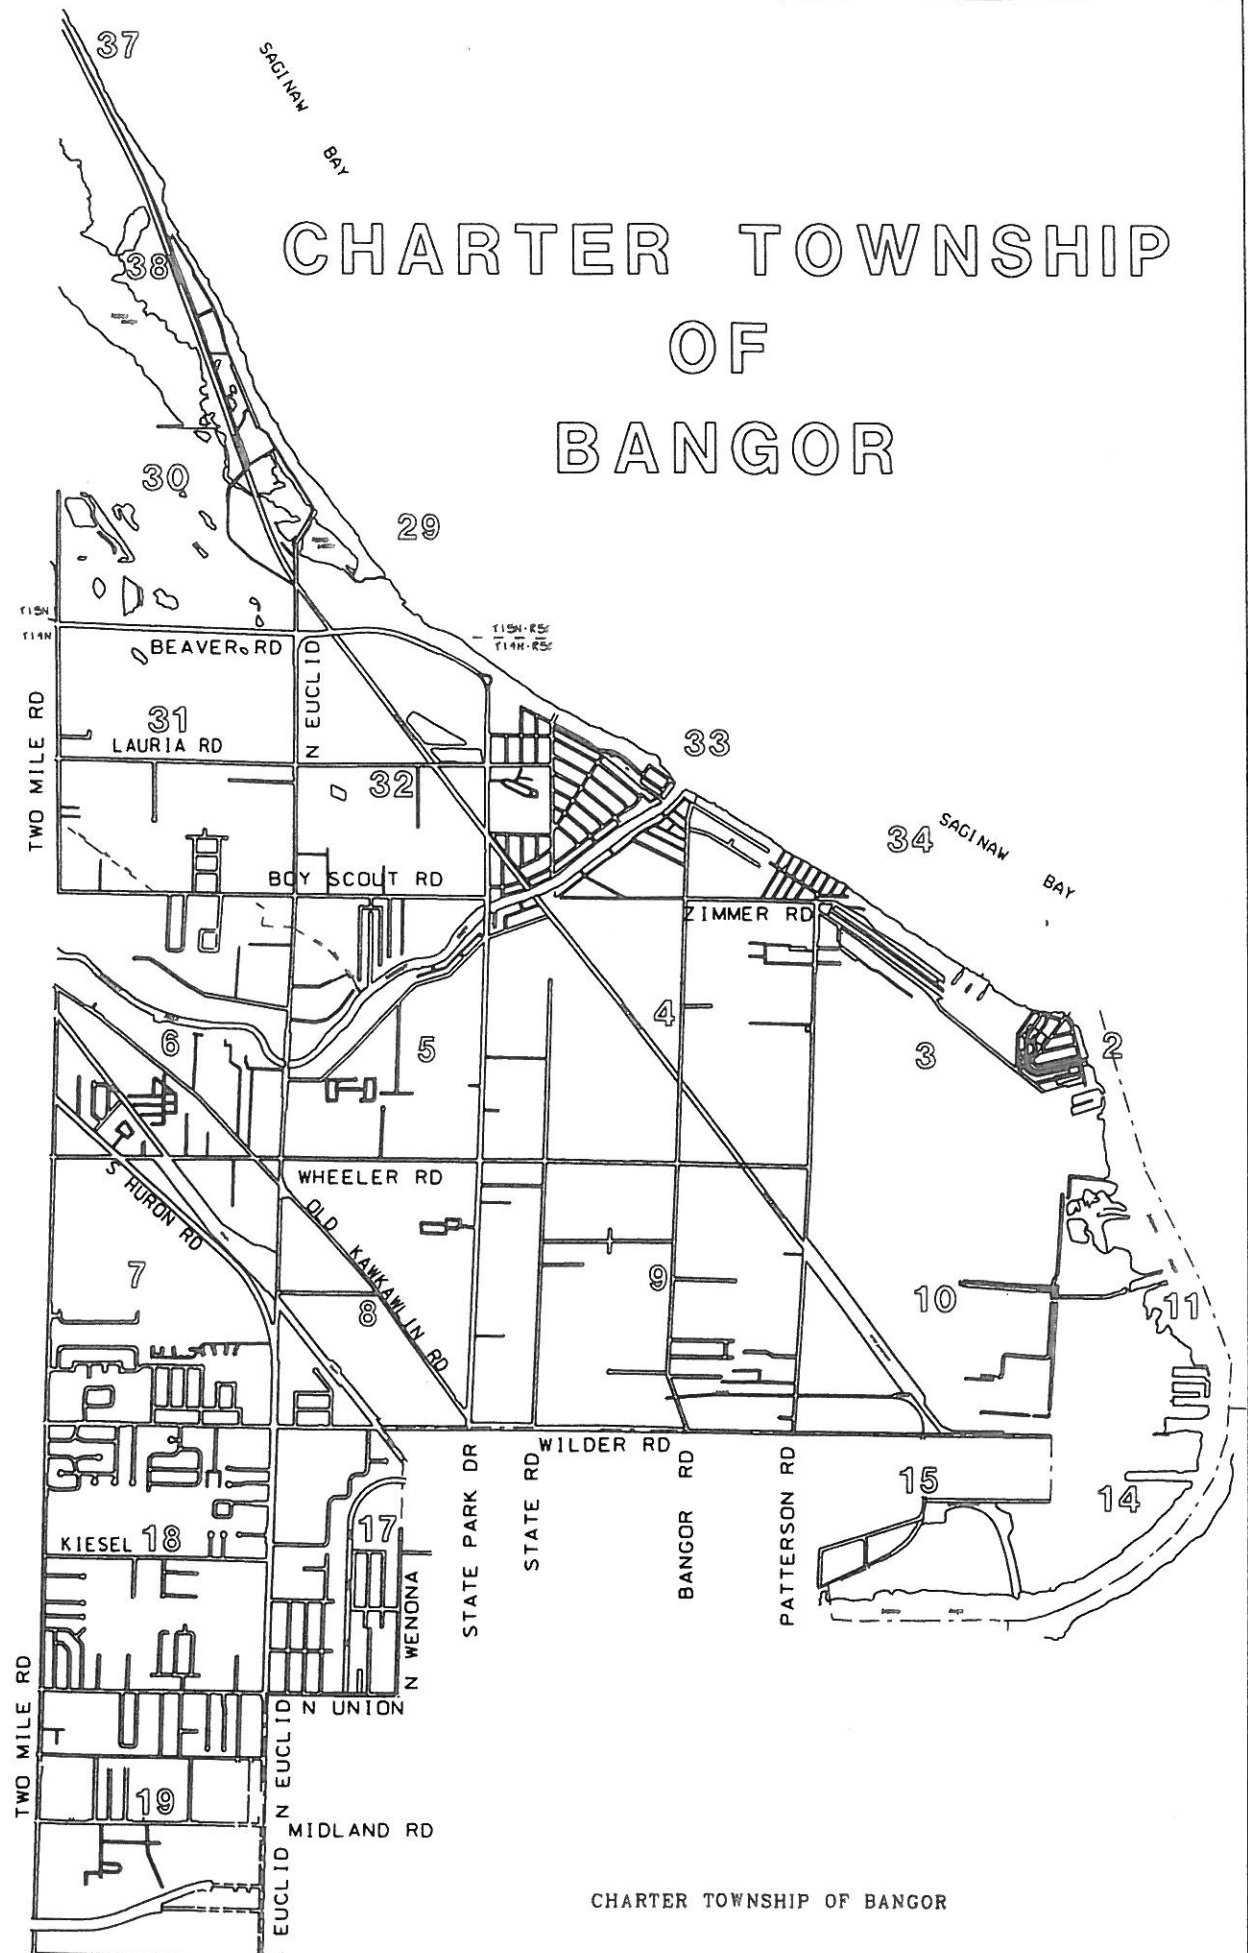 37
SAGINAW
BAY
CHARTER TOWNSHIP
OF
BANGOR
38
30
29
T15N
T14N
T15N-R5E
T14N-R5E
BEAVER RD
N EUCLID
TWO MILE RD
31
LAURIA RD
33
32
34
SAGINAW
BAY
BOY SCOUT RD
ZIMMER RD
4
6
5
3
2
WHEELER RD
S HURON RD
OLD KAWKAWLIN RD
7
8
9
10
11
WILDER RD
STATE PARK DR
STATE RD
BANGOR RD
PATTERSON RD
15
14
17
KIESEL
18
N WENONA
TWO MILE RD
N UNION
N EUCLID
19
MIDLAND RD
EUCLID
CHARTER TOWNSHIP OF BANGOR